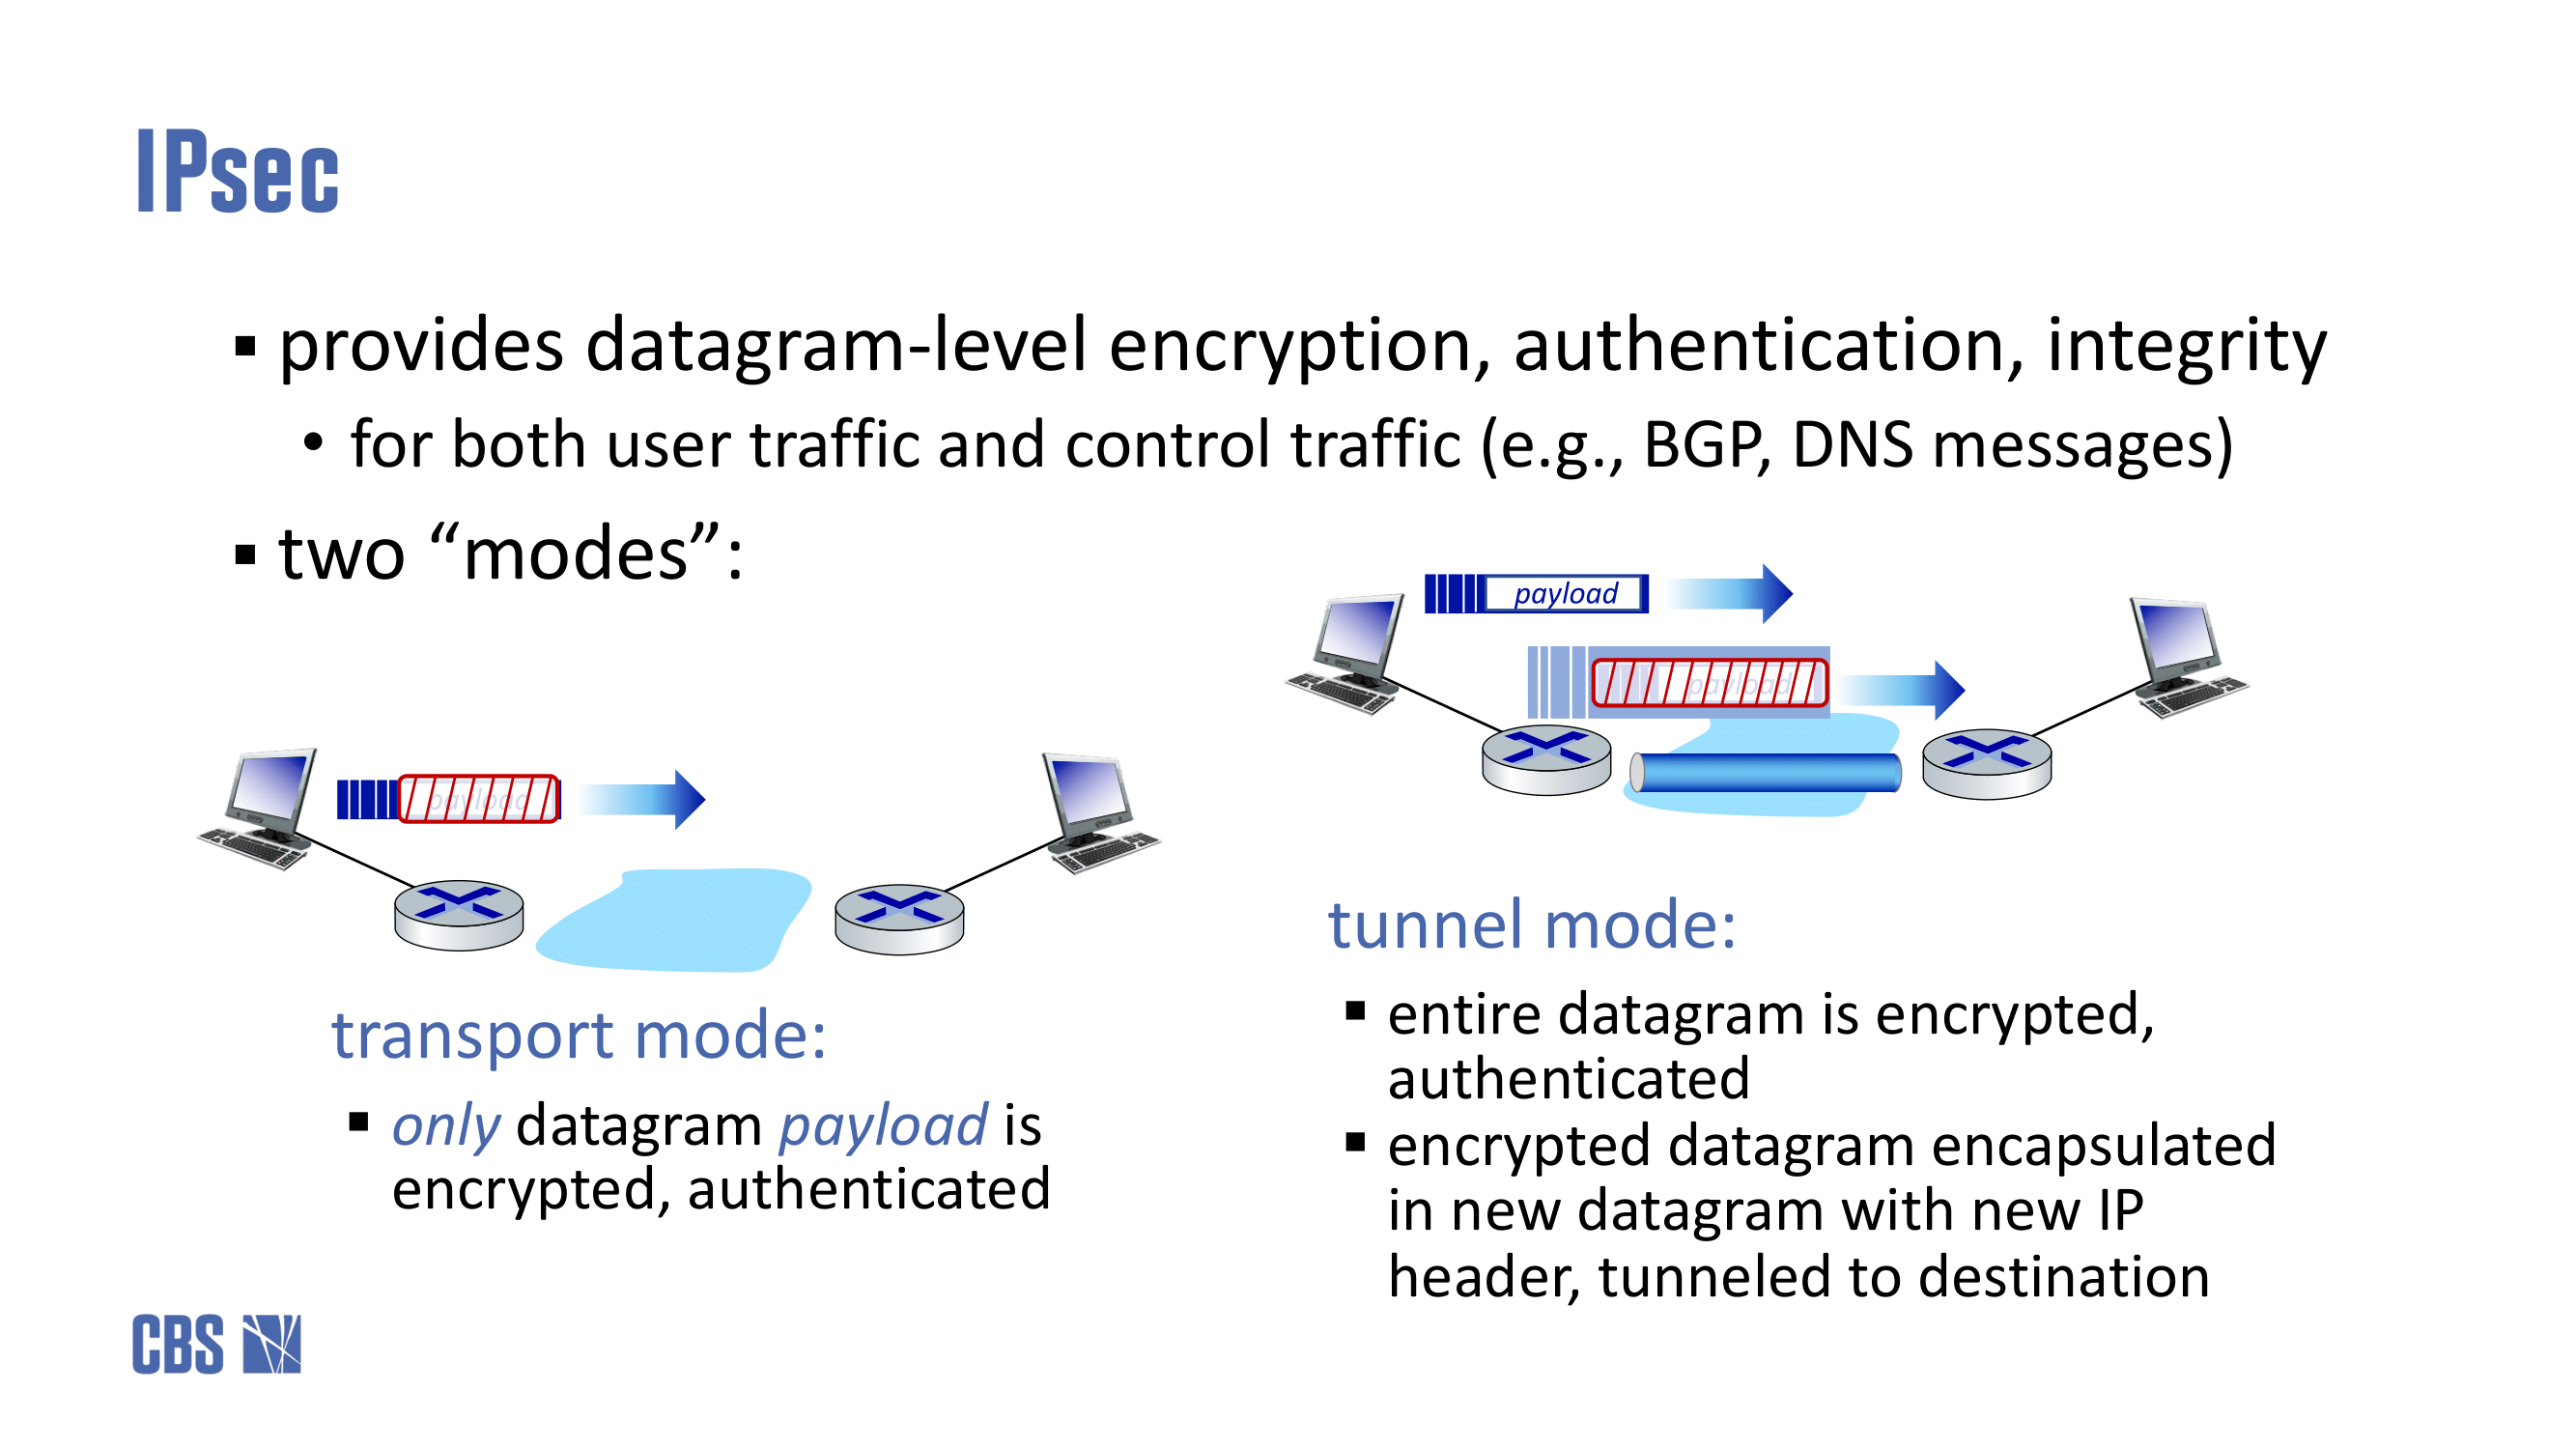 IPsec
▪ provides datagram-level encryption, authentication, integrity
• for both user traffic and control traffic (e.g., BGP, DNS messages)
▪ two “modes”:
payload
payload
payload
transport mode:
▪ only datagram payload is
encrypted, authenticated
tunnel mode:
▪ entire datagram is encrypted,
authenticated
▪ encrypted datagram encapsulated
in new datagram with new IP
header, tunneled to destination
CBS